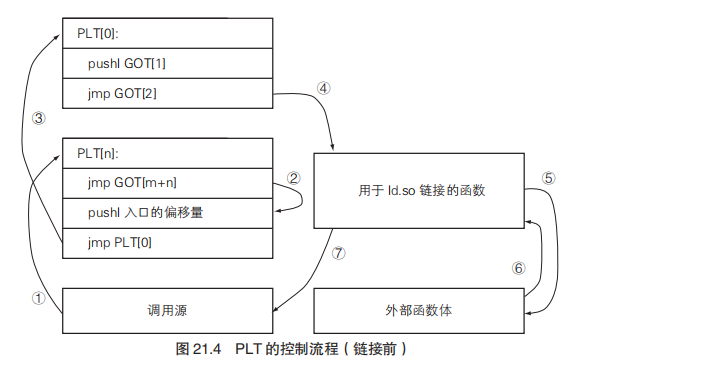 PLT[0]:
pushl GOT[1]
jmp GOT[2]
④
③
PLT[n]:
jmp GOT[m+n]
②
pushl 入口的偏移量
jmp PLT[0]
用于 ld.so 链接的函数
⑤
⑦
⑥
①
调用源
外部函数体
图 21.4 PLT 的控制流程（链接前）